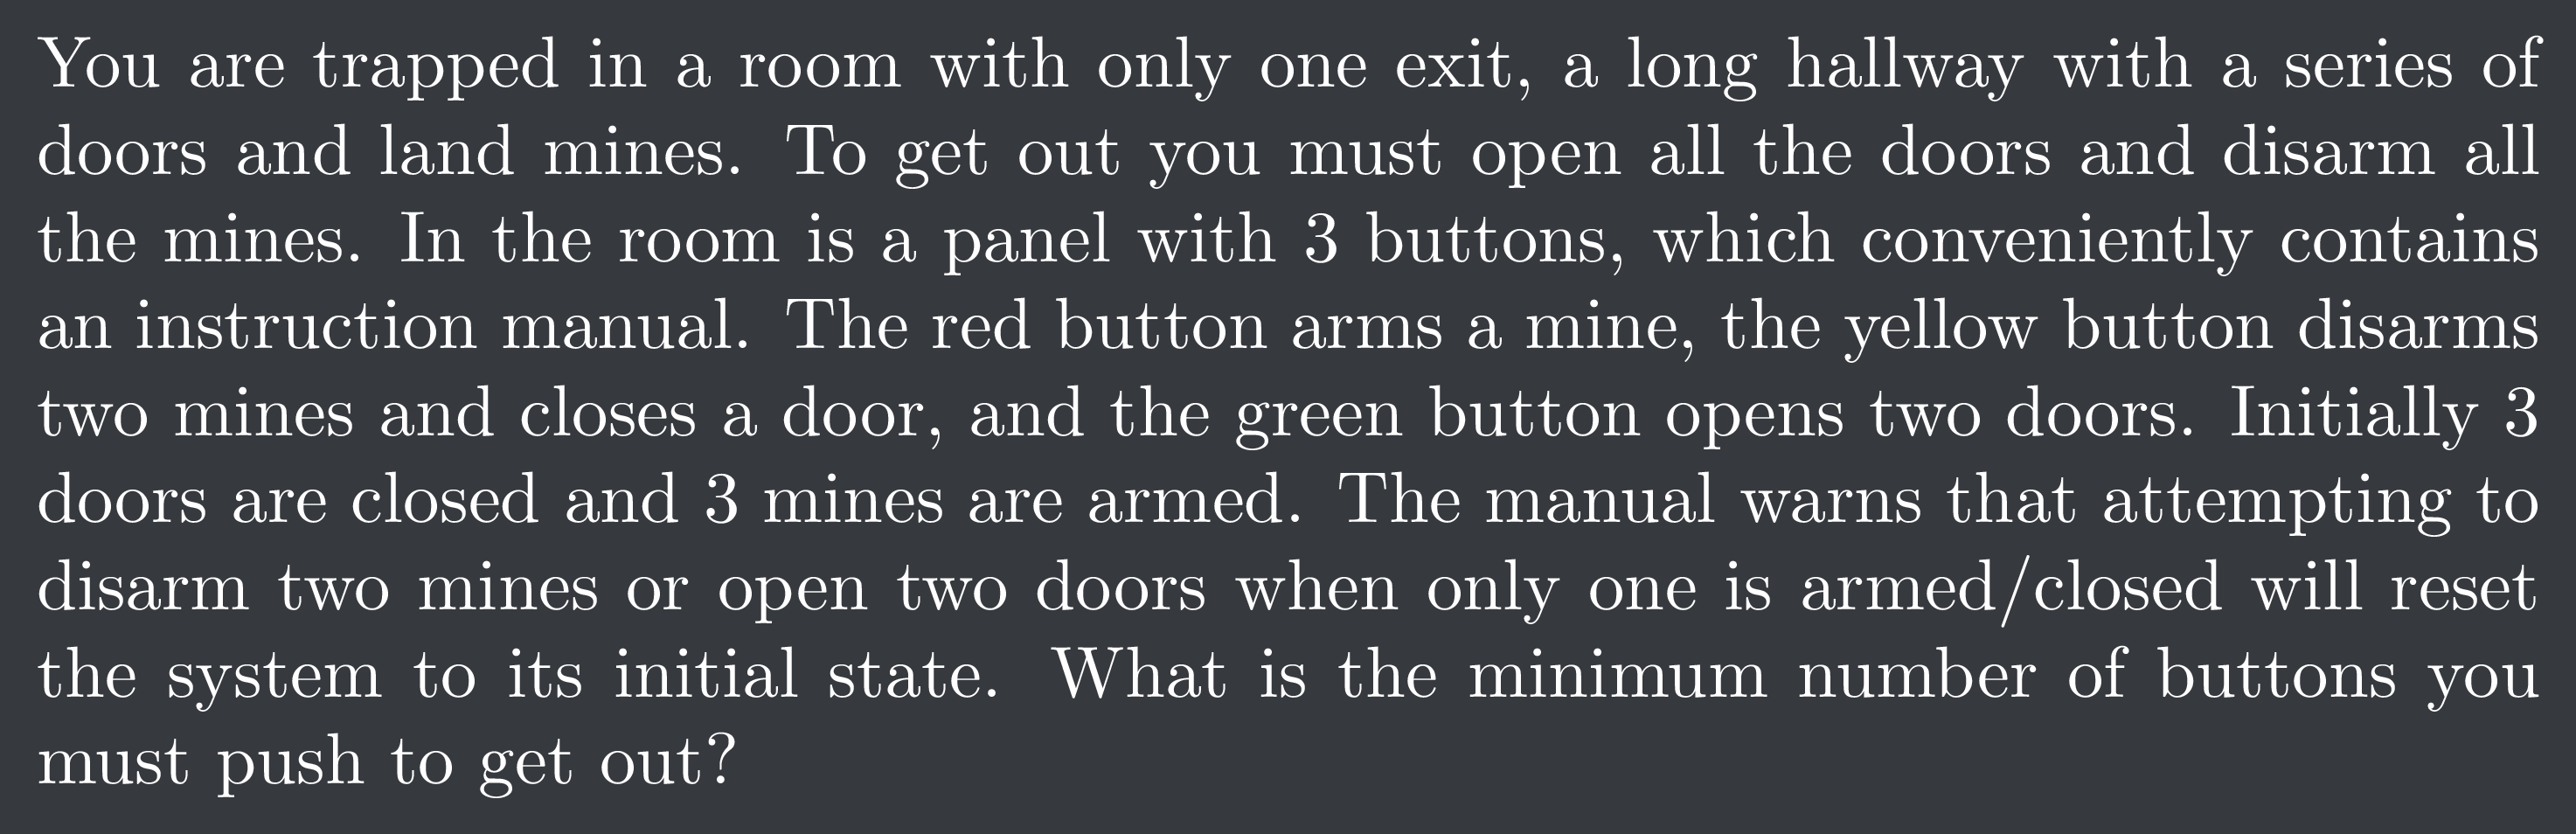 You are trapped in a room with only one exit, a long hallway with a series of
doors and land mines. To get out you must open all the doors and disarm all
the mines. In the room is a panel with 3 buttons, which conveniently contains
an instruction manual. The red button arms a mine, the yellow button disarms
two mines and closes a door, and the green button opens two doors. Initially 3
doors are closed and 3 mines are armed. The manual warns that attempting to
disarm two mines or open two doors when only one is armed/closed will reset
the system to its initial state. What is the minimum number of buttons you
must push to get out?